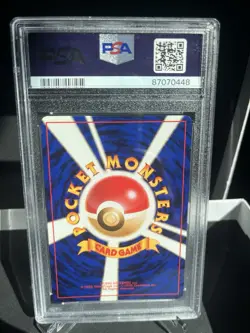 PSA
87070448
POCKET MONSTERS
CARD GAME